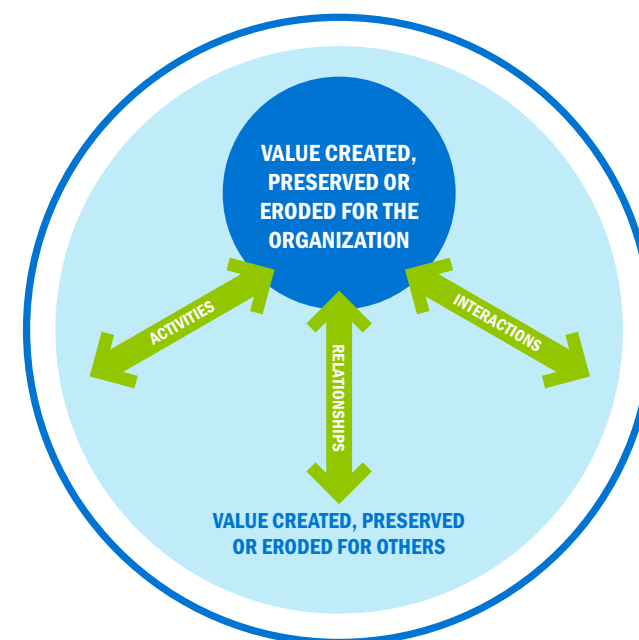 VALUE CREATED,
PRESERVED OR
ERODED FOR THE
ORGANIZATION
ACTIVITIES
RELATIONSHIPS
INTERACTIONS
VALUE CREATED, PRESERVED
OR ERODED FOR OTHERS